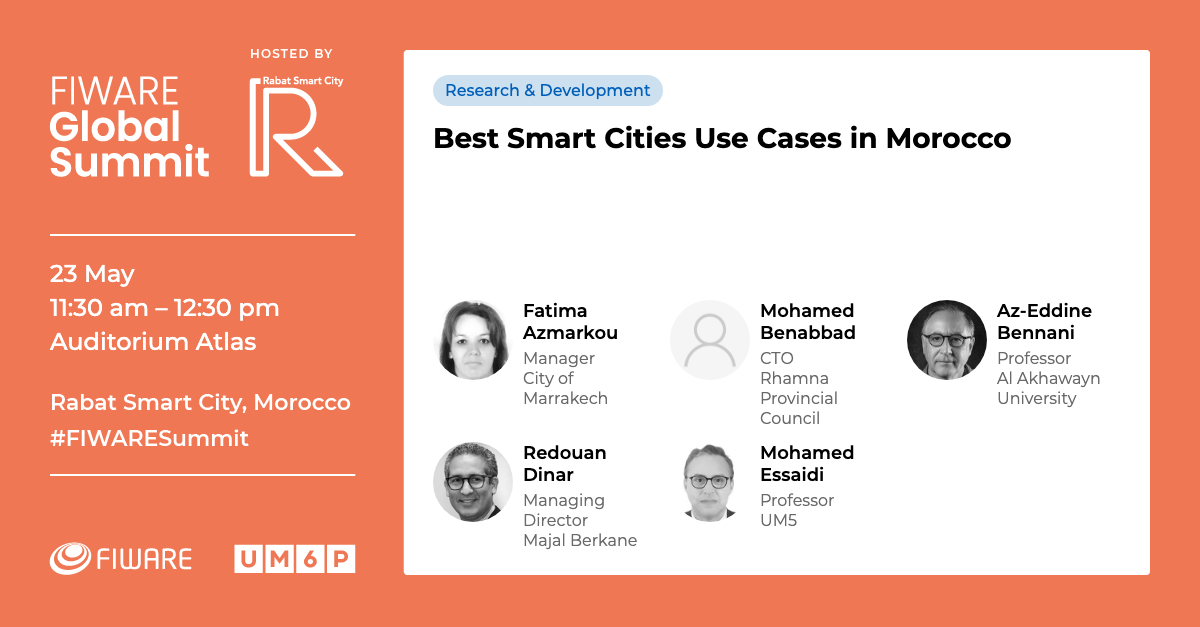 HOSTED BY
FIWARE
Global
Summit
Rabat Smart City
R
23 May
11:30 am – 12:30 pm
Auditorium Atlas
Rabat Smart City, Morocco
#FIWARESummit
FIWARE
UM6P
Research & Development
Best Smart Cities Use Cases in Morocco
Fatima
Azmarkou
Manager
City of
Marrakech
Mohamed
Benabbad
CTO
Rhamna
Provincial
Council
Az-Eddine
Bennani
Professor
Al Akhawayn
University
Redouan
Dinar
Managing
Director
Majal Berkane
Mohamed
Essaidi
Professor
UM5